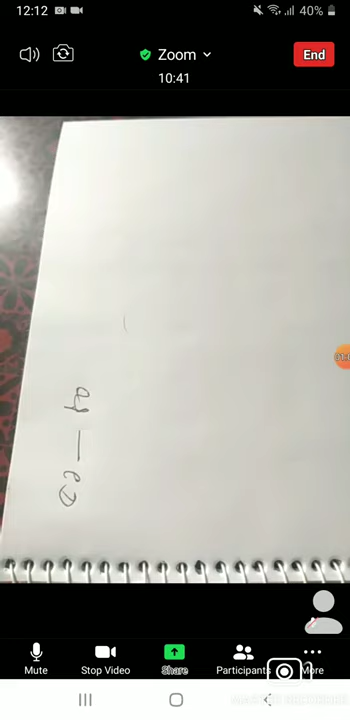 12:12
40%
Zoom
End
10:41
Mute
Stop Video
Share
Participants
More